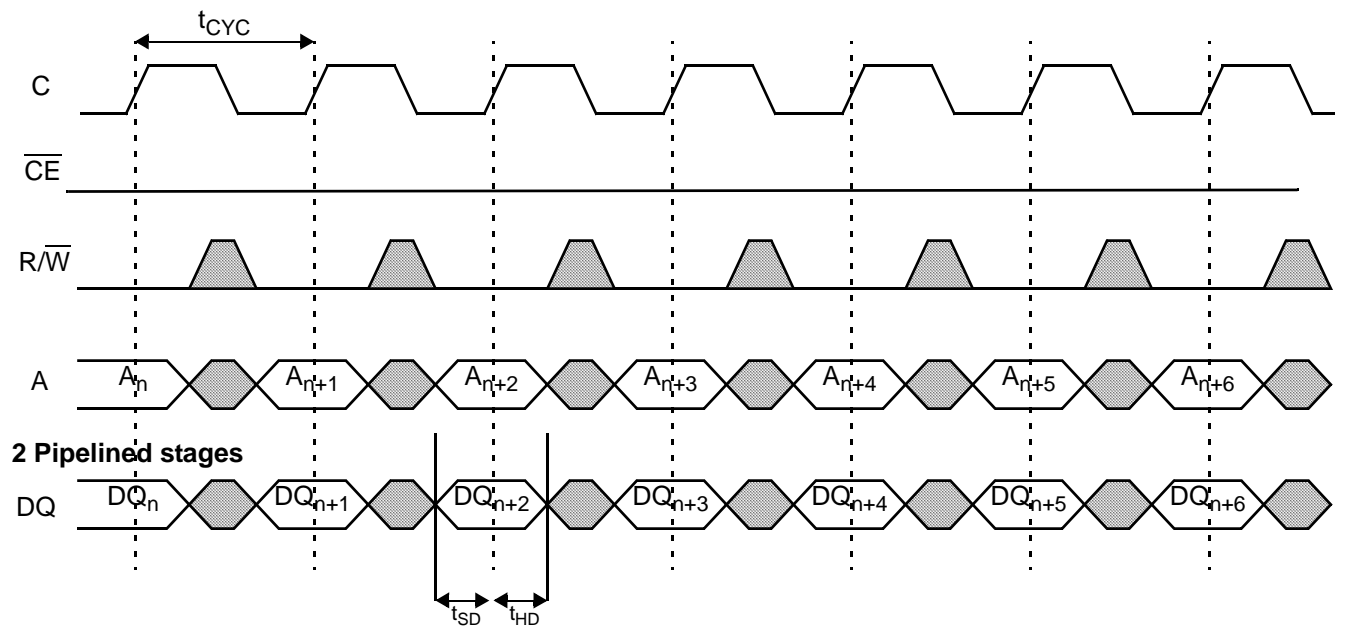 tCYC
C
CE
R/W
A
An An+1 An+2 An+3 An+4 An+5 An+6
2 Pipelined stages
DQ
DQn DQn+1 DQn+2 DQn+3 DQn+4 DQn+5 DQn+6
tSD tHD